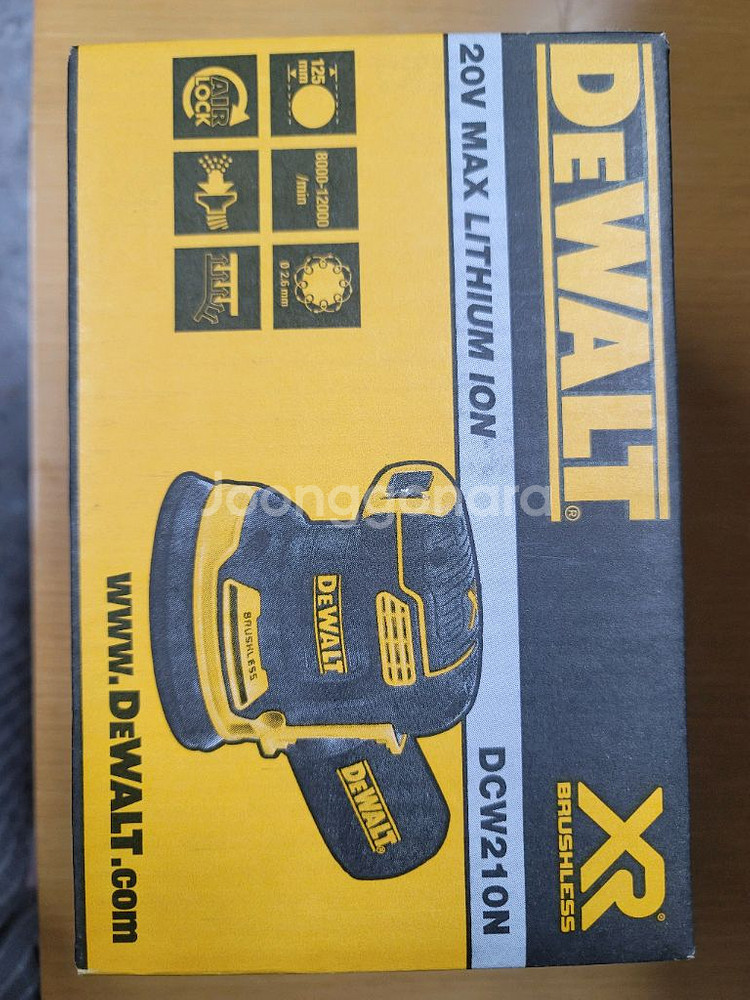 DEWALT®
XR®
BRUSHLESS
20V MAX LITHIUM ION
DCW210N
125
mm
8000-12000
/min
0 2.6 mm
AIR
LOCK
DEWALT
BRUSHLESS
DEWALT®
www.DEWALT.com
Joonggonara